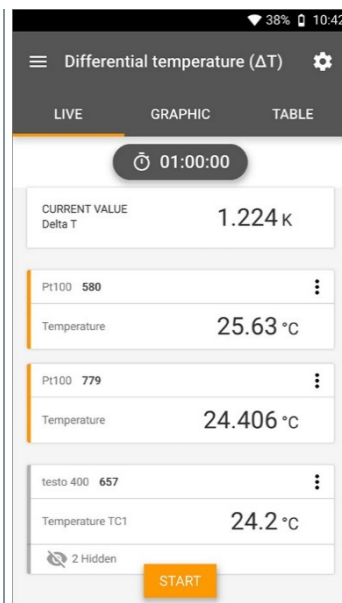 38% 10:42
Differential temperature (ΔT)
LIVE GRAPHIC TABLE
01:00:00
CURRENT VALUE
Delta T
1.224 K
Pt100 580
Temperature 25.63 °C
Pt100 779
Temperature 24.406 °C
testo 400 657
Temperature TC1 24.2 °C
2 Hidden
START